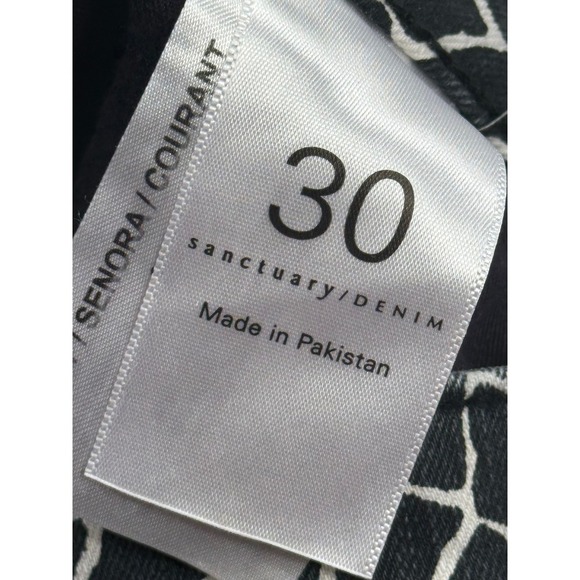 / SENORA / COURANT
30
sanctuary/DENIM
Made in Pakistan